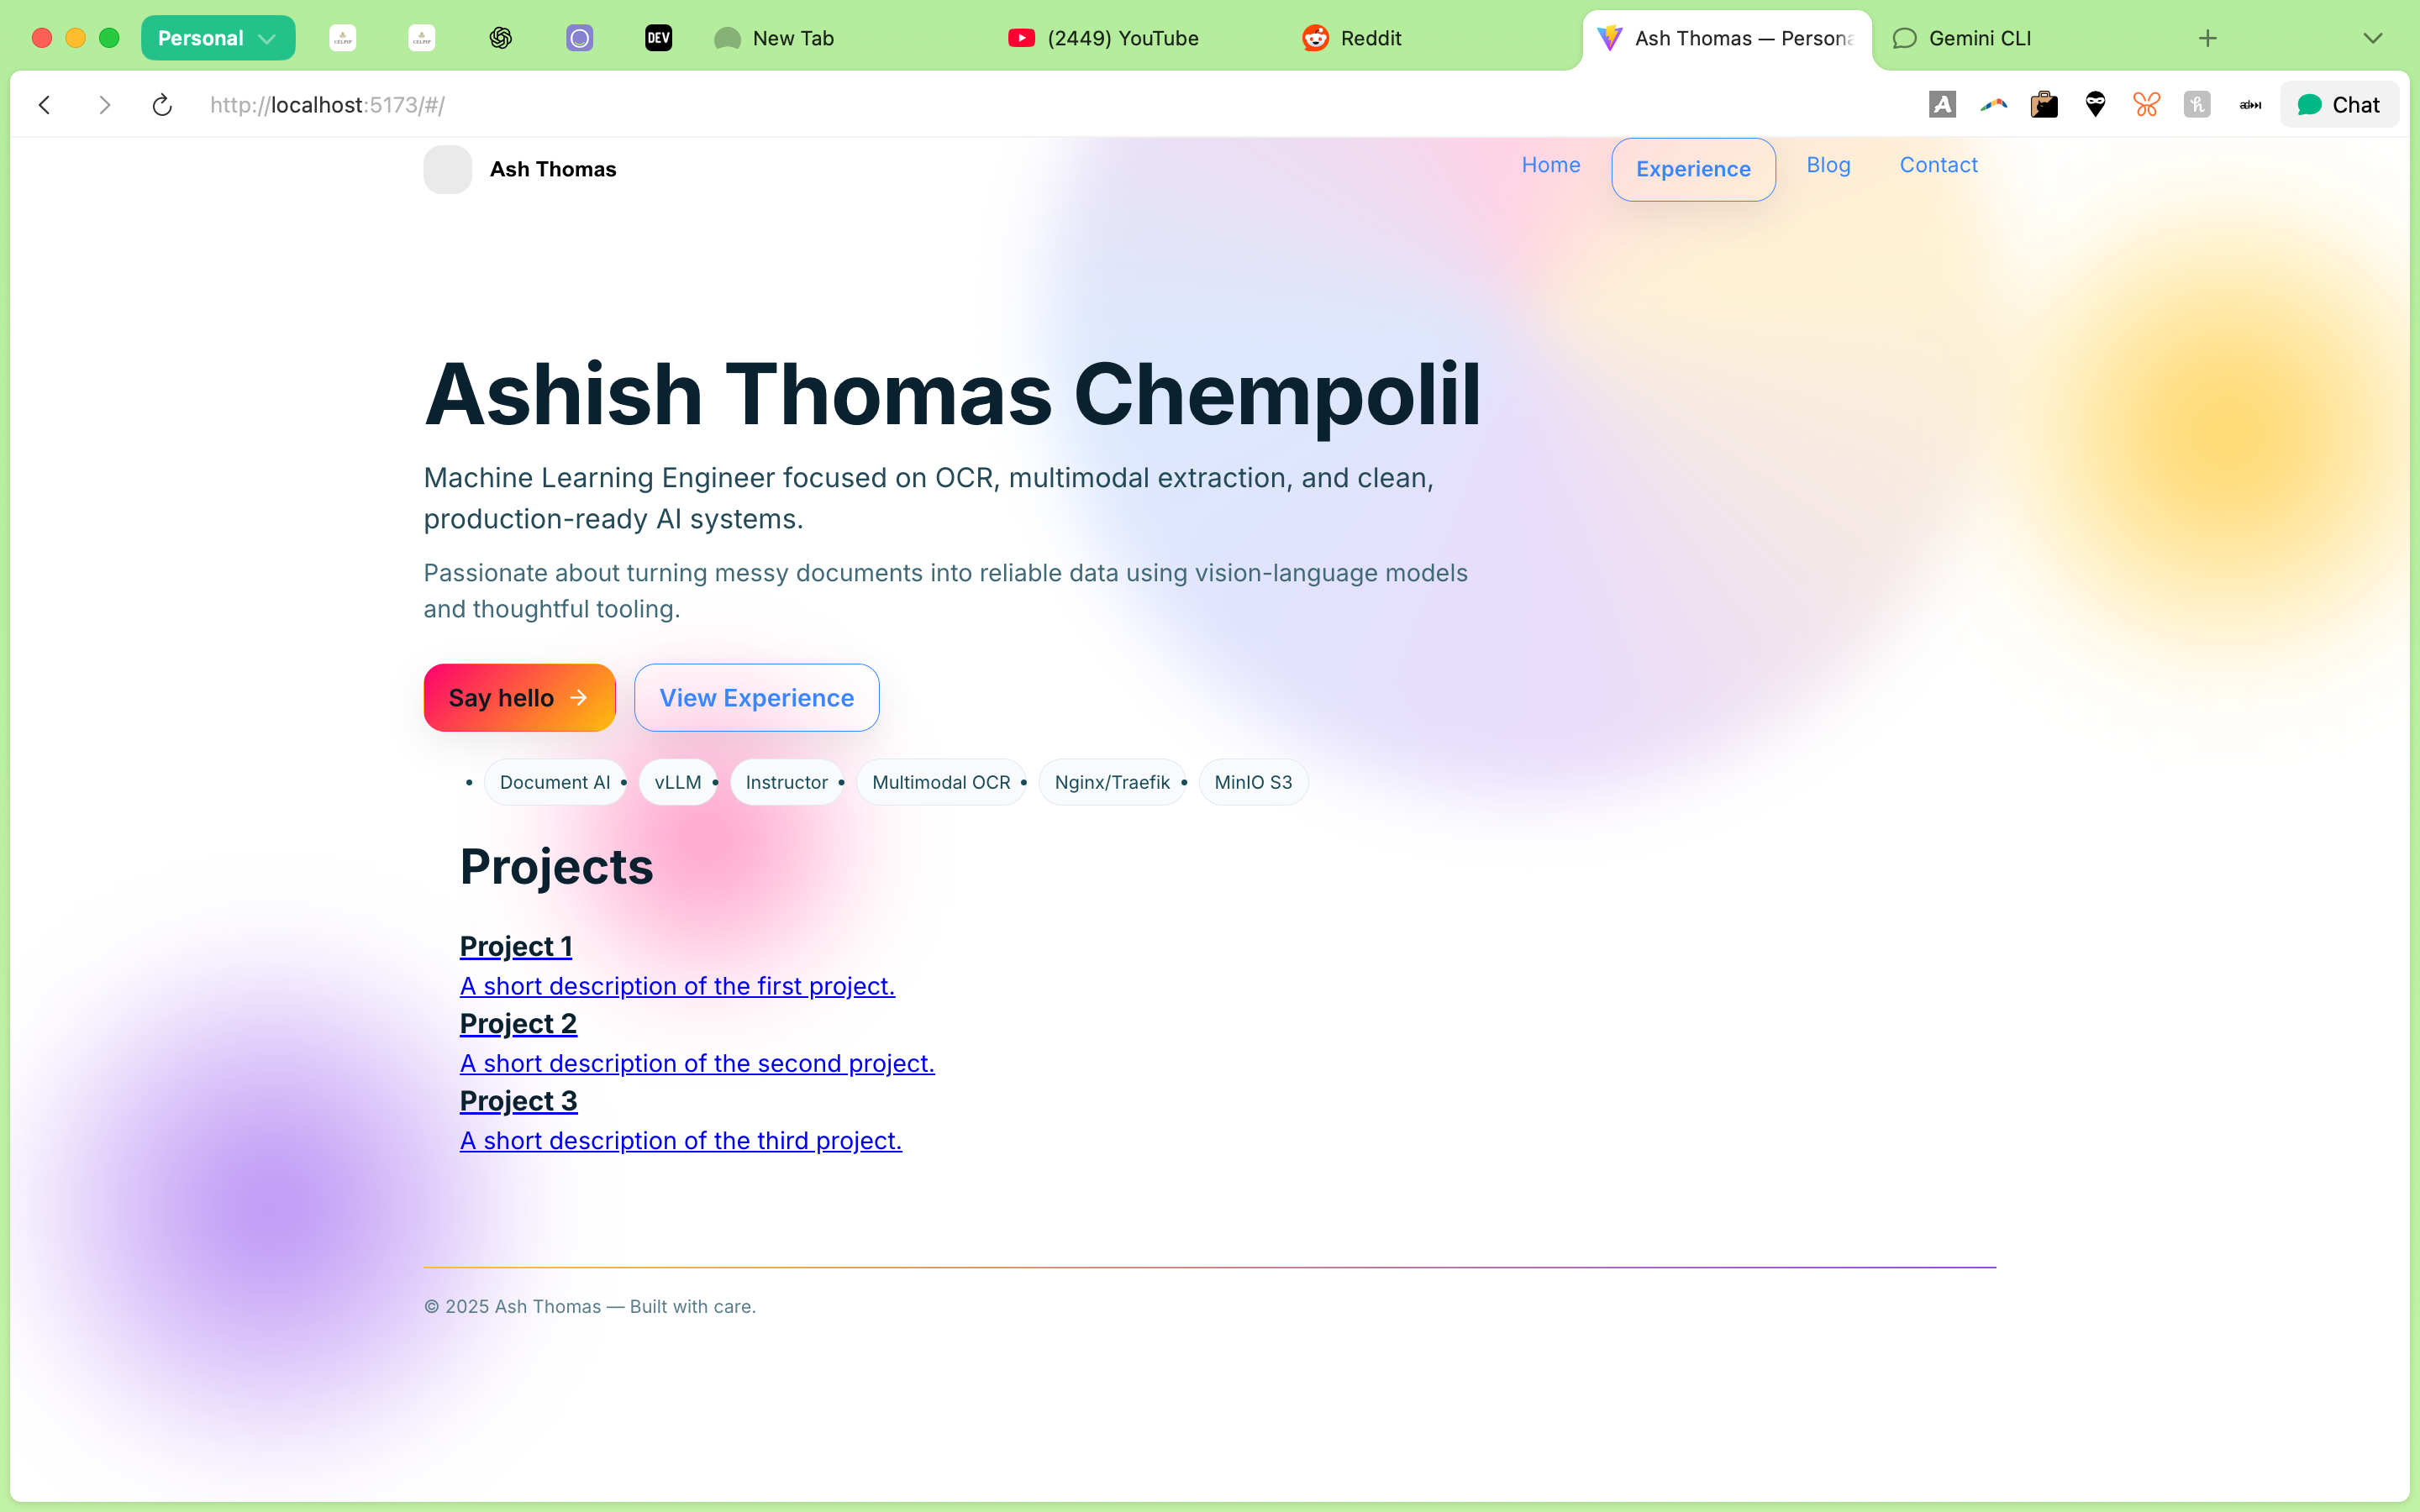 Personal
DEV
New Tab
(2449) YouTube
Reddit
Ash Thomas — Persona
Gemini CLI
http://localhost:5173/#/
Chat
Ash Thomas
Home
Experience
Blog
Contact
Ashish Thomas Chempolil
Machine Learning Engineer focused on OCR, multimodal extraction, and clean,
production-ready AI systems.
Passionate about turning messy documents into reliable data using vision-language models
and thoughtful tooling.
Say hello →
View Experience
• Document AI • vLLM • Instructor • Multimodal OCR • Nginx/Traefik • MinIO S3
Projects
Project 1
A short description of the first project.
Project 2
A short description of the second project.
Project 3
A short description of the third project.
© 2025 Ash Thomas — Built with care.